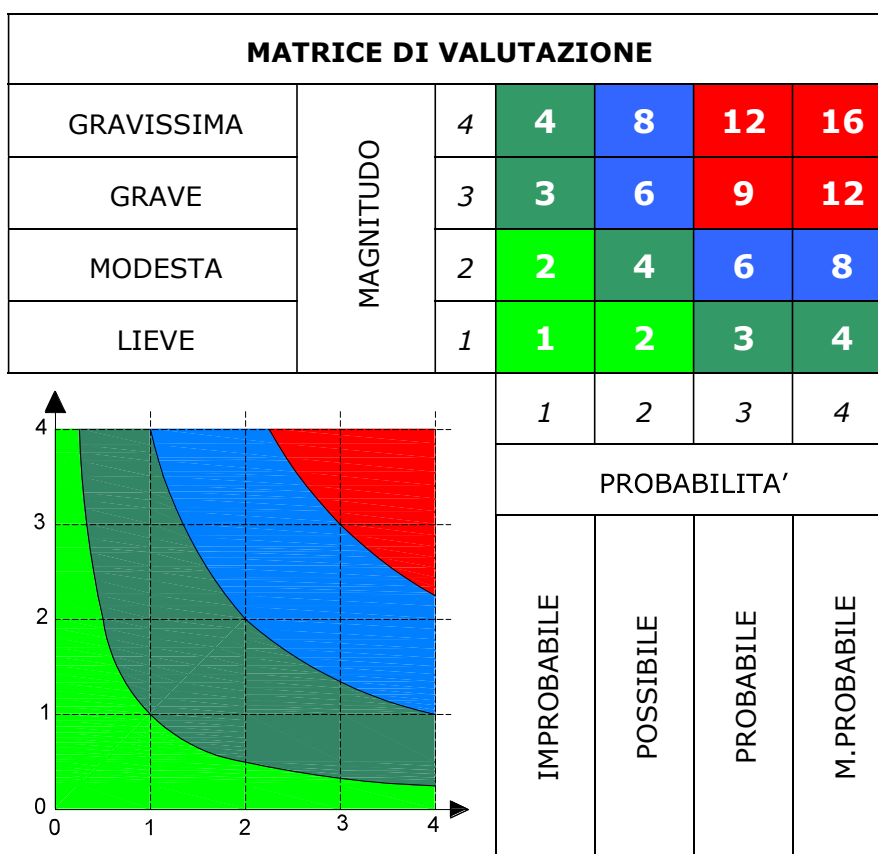 MATRICE DI VALUTAZIONE
GRAVISSIMA
MAGNITUDO
4 4 8 12 16
GRAVE
3 3 6 9 12
MODESTA
2 2 4 6 8
LIEVE
1 1 2 3 4
1 2 3 4
PROBABILITA’
IMPROBABILE
POSSIBILE
PROBABILE
M.PROBABILE
4
3
2
1
0
0 1 2 3 4